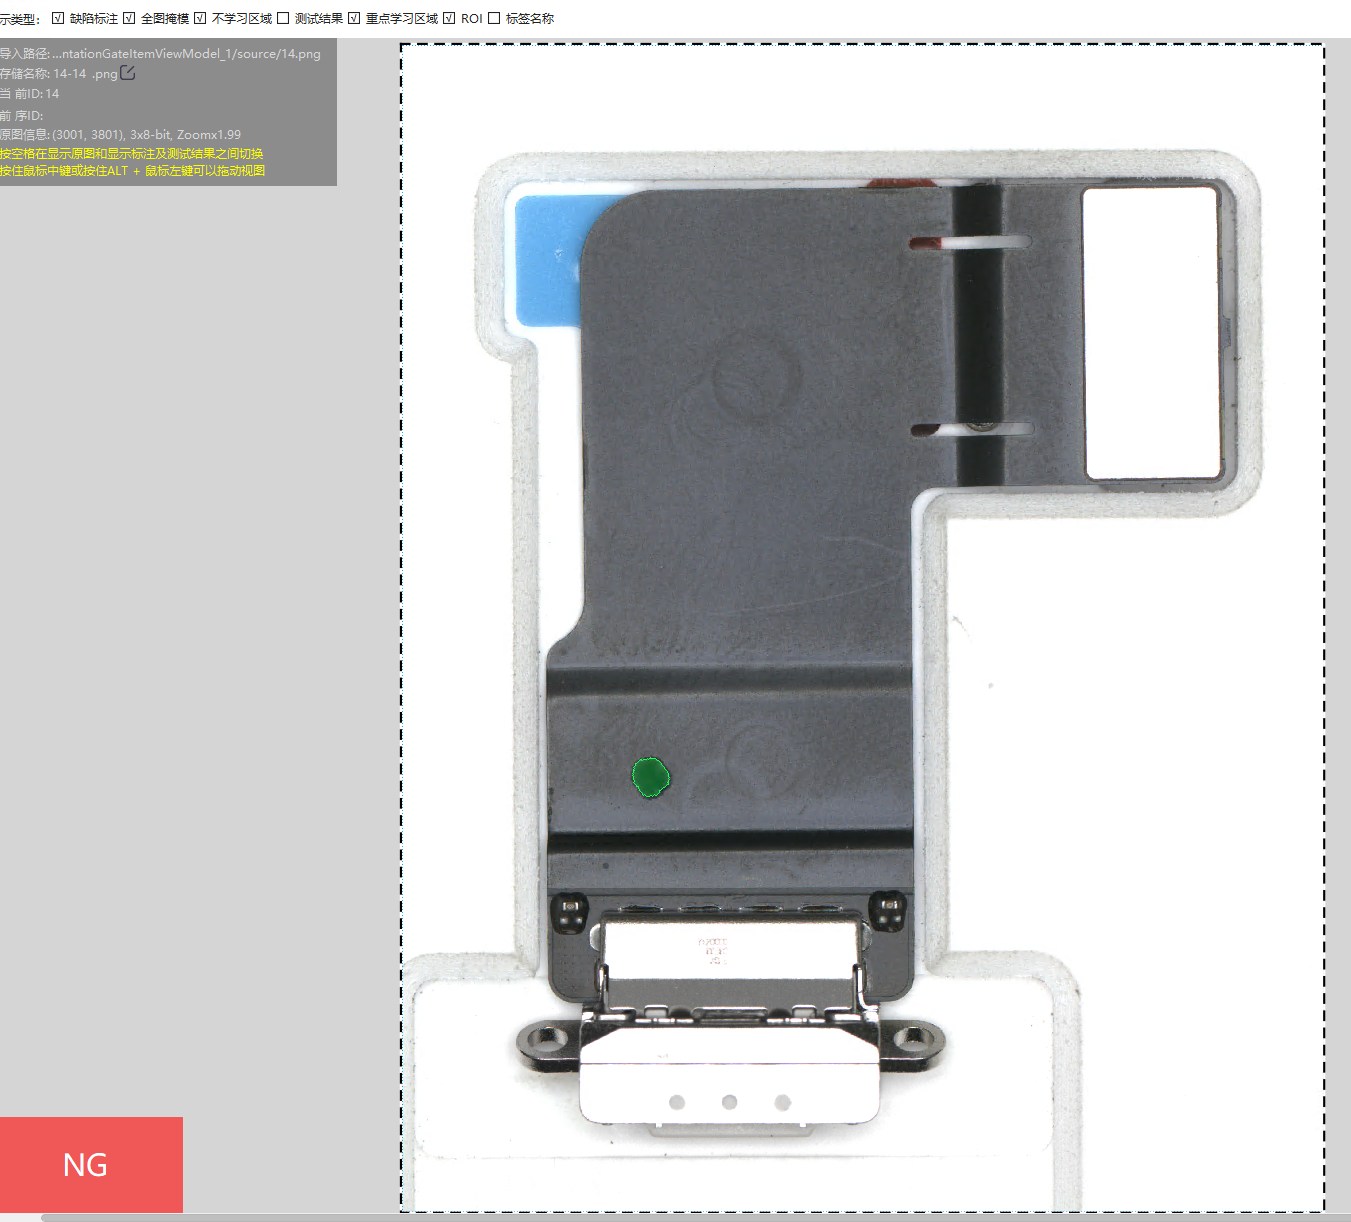 示类型: 缺陷标注 全图掩模 不学习区域 测试结果 重点学习区域 ROI 标签名称
导入路径: ...ntationGateItemViewModel_1/source/14.png
存储名称: 14-14 .png
当 前ID: 14
前 序ID:
原图信息: (3001, 3801), 3x8-bit, Zoomx1.99
按空格在显示原图和显示标注及测试结果之间切换
按住鼠标中键或按住ALT + 鼠标左键可以拖动视图
NG